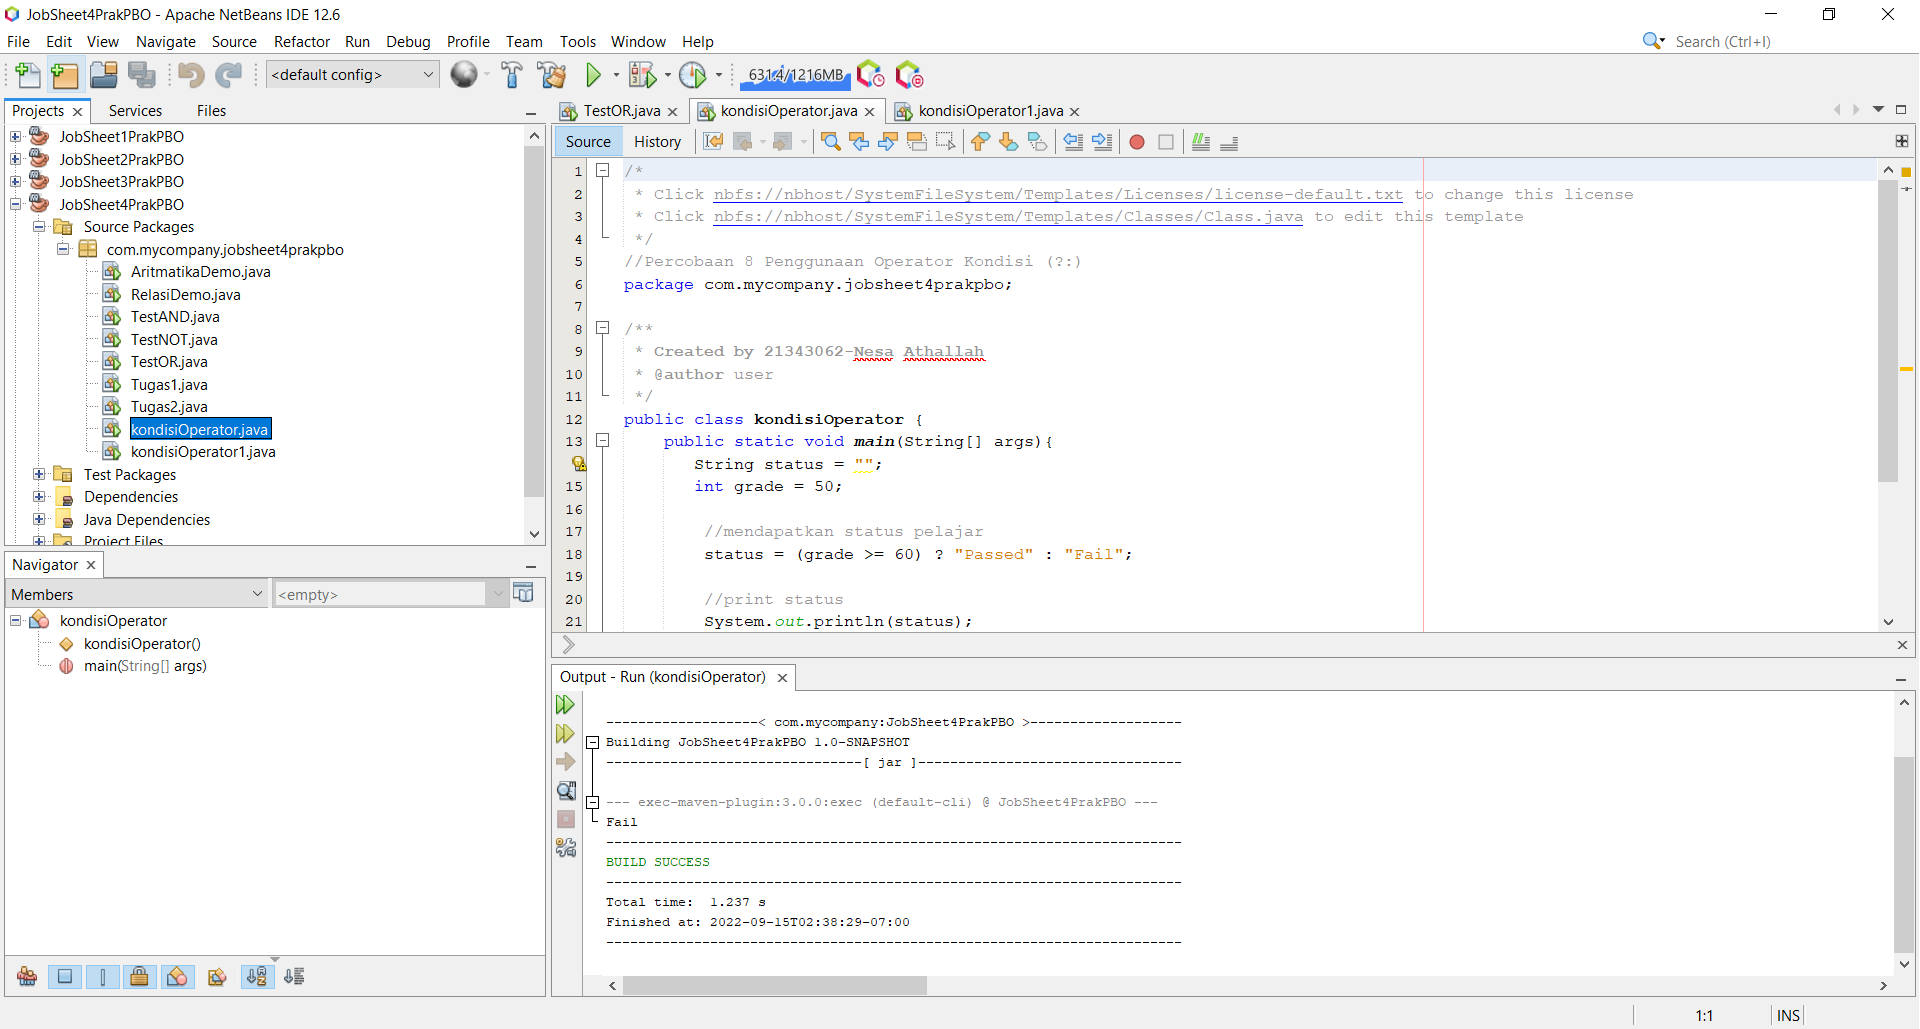 JobSheet4PrakPBO - Apache NetBeans IDE 12.6
File Edit View Navigate Source Refactor Run Debug Profile Team Tools Window Help
Search (Ctrl+I)
<default config>
631.4/1216MB
Projects Services Files
JobSheet1PrakPBO
JobSheet2PrakPBO
JobSheet3PrakPBO
JobSheet4PrakPBO
Source Packages
com.mycompany.jobsheet4prakpbo
AritmatikaDemo.java
RelasiDemo.java
TestAND.java
TestNOT.java
TestOR.java
Tugas1.java
Tugas2.java
kondisiOperator.java
kondisiOperator1.java
Test Packages
Dependencies
Java Dependencies
Project Files
Navigator
Members
<empty>
kondisiOperator
kondisiOperator()
main(String[] args)
TestOR.java kondisiOperator.java kondisiOperator1.java
Source History
1 /*
2 * Click nbfs://nbhost/SystemFileSystem/Templates/Licenses/license-default.txt to change this license
3 * Click nbfs://nbhost/SystemFileSystem/Templates/Classes/Class.java to edit this template
4 */
5 //Percobaan 8 Penggunaan Operator Kondisi (?:)
6 package com.mycompany.jobsheet4prakpbo;
7
8 /**
9 * Created by 21343062-Nesa Athallah
10 * @author user
11 */
12 public class kondisiOperator {
13 public static void main(String[] args){
String status = "";
15 int grade = 50;
16
17 //mendapatkan status pelajar
18 status = (grade >= 60) ? "Passed" : "Fail";
19
20 //print status
21 System.out.println(status);
Output - Run (kondisiOperator)
-------------------< com.mycompany:JobSheet4PrakPBO >-------------------
Building JobSheet4PrakPBO 1.0-SNAPSHOT
--------------------------------[ jar ]---------------------------------
--- exec-maven-plugin:3.0.0:exec (default-cli) @ JobSheet4PrakPBO ---
Fail
------------------------------------------------------------------------
BUILD SUCCESS
------------------------------------------------------------------------
Total time:  1.237 s
Finished at: 2022-09-15T02:38:29-07:00
------------------------------------------------------------------------
1:1 INS